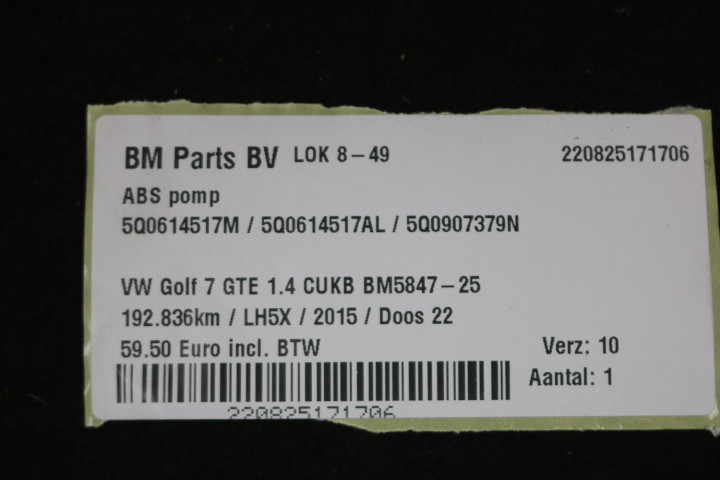 BM Parts BV LOK 8-49 220825171706
ABS pomp
5Q0614517M / 5Q0614517AL / 5Q0907379N
VW Golf 7 GTE 1.4 CUKB BM5847-25
192.836km / LH5X / 2015 / Doos 22
59.50 Euro incl. BTW Verz: 10
Aantal: 1
220825171706